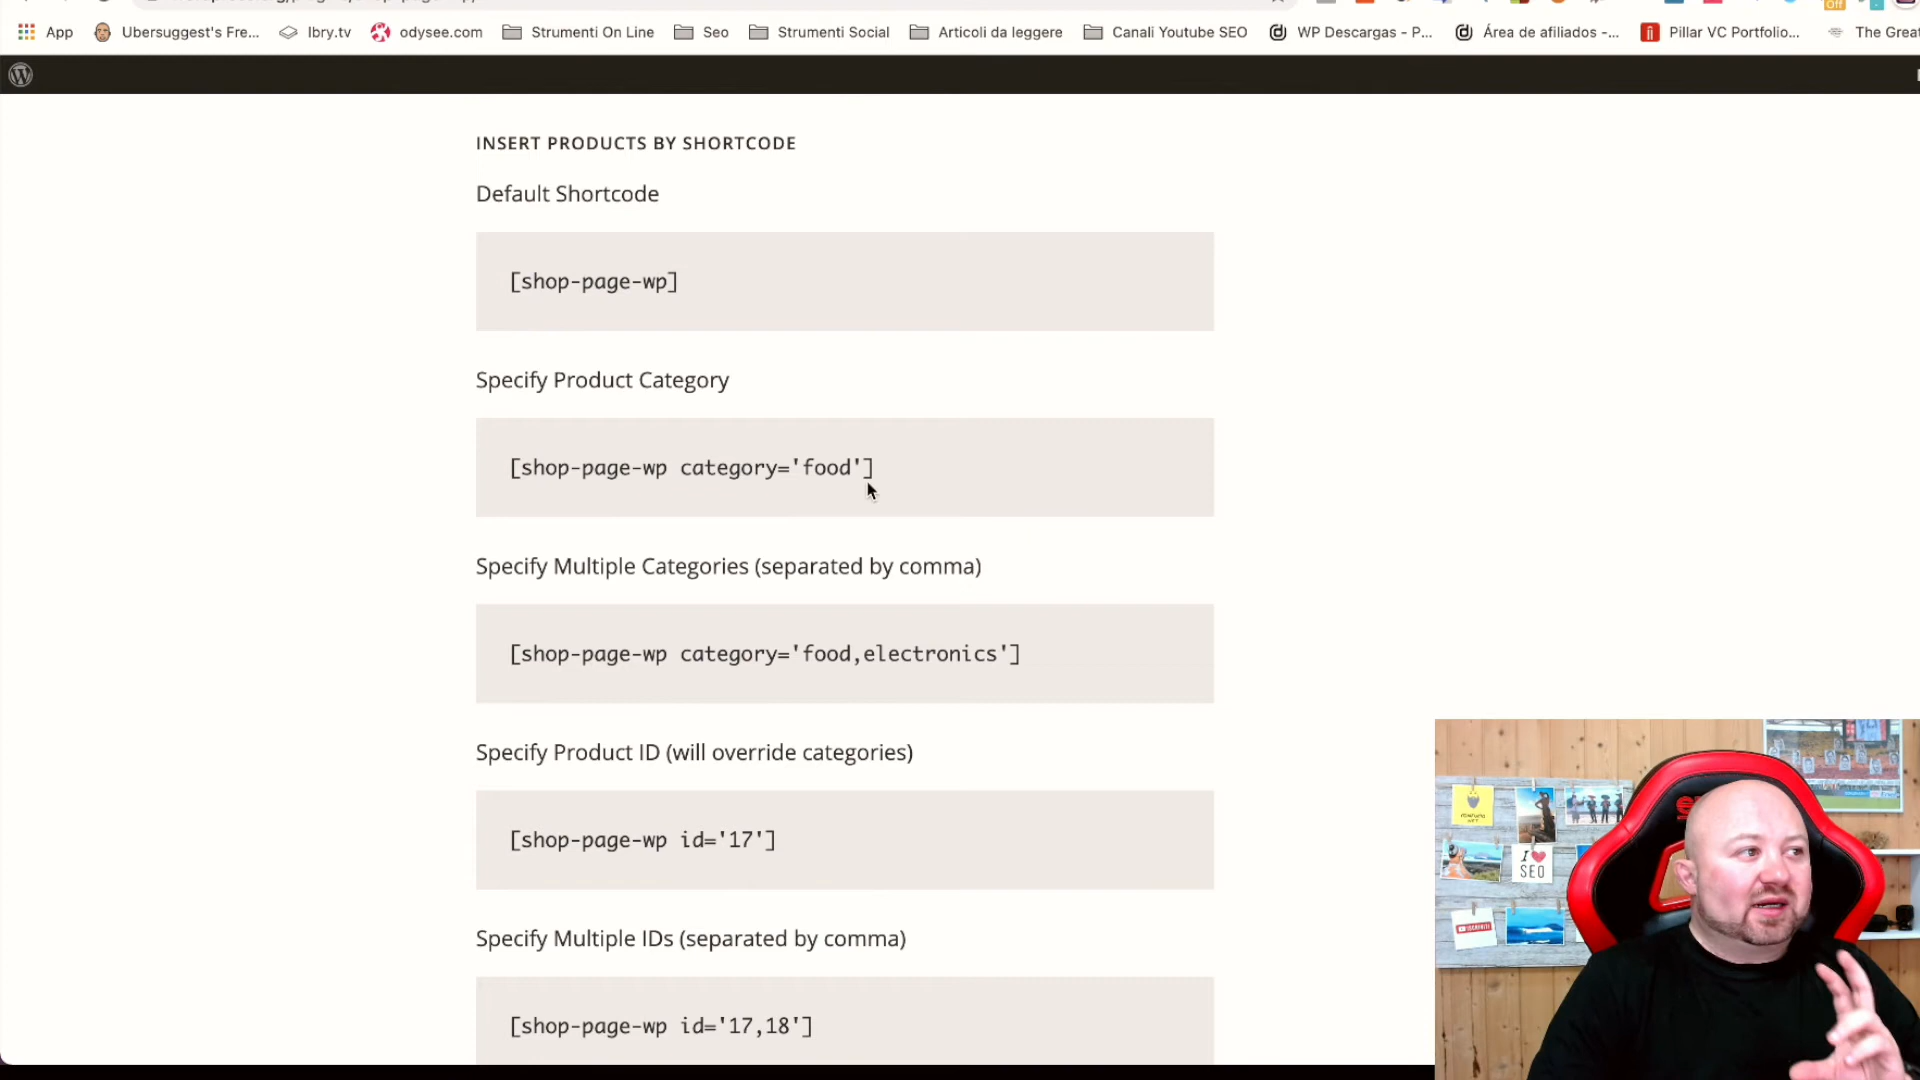 App
Ubersuggest's Fre...
lbry.tv
odysee.com
Strumenti On Line
Seo
Strumenti Social
Articoli da leggere
Canali Youtube SEO
WP Descargas - P...
Área de afiliados -...
Pillar VC Portfolio...
The Great
Off
INSERT PRODUCTS BY SHORTCODE
Default Shortcode
[shop-page-wp]
Specify Product Category
[shop-page-wp category='food']
Specify Multiple Categories (separated by comma)
[shop-page-wp category='food,electronics']
Specify Product ID (will override categories)
[shop-page-wp id='17']
Specify Multiple IDs (separated by comma)
[shop-page-wp id='17,18']
I
SEO